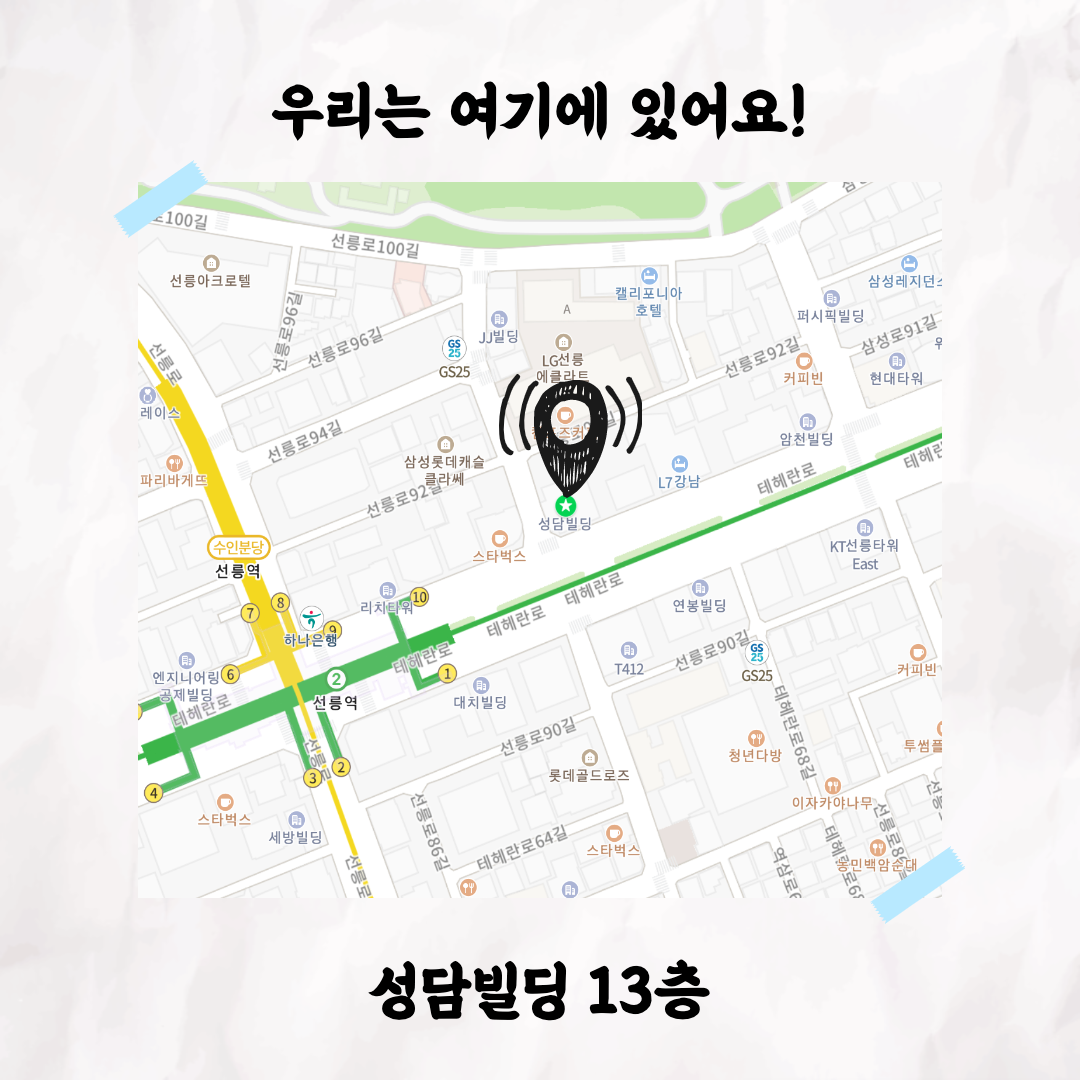 우리는 여기에 있어요!
로100길
선릉로100길
선릉아크로텔
캘리포니아
호텔
삼성레지던스
A
퍼시픽빌딩
선릉로96길
JJ빌딩
선릉로96길
GS
25
GS25
LG선릉
에클라트
선릉로92길
삼성로91길
커피빈
현대타워
선릉로
레이스
선릉로94길
암천빌딩
삼성롯데캐슬
클라쎄
파리바게뜨
L7강남
테헤란로
테헤란로
선릉로92길
성담빌딩
스타벅스
KT선릉타워
East
수인분당
선릉역
리치타워
10
연봉빌딩
테헤란로
테헤란로
7
8
9
하나은행
T412
선릉로90길
GS
25
GS25
커피빈
엔지니어링
공제빌딩
6
2
선릉역
테헤란로
1
대치빌딩
테헤란로
선릉로90길
청년다방
테헤란로68길
투썸플
롯데골드로즈
선릉로
2
3
4
이자카야나무
스타벅스
세방빌딩
선릉로86길
테헤란로64길
스타벅스
농민백암순대
선릉로
성담빌딩 13층